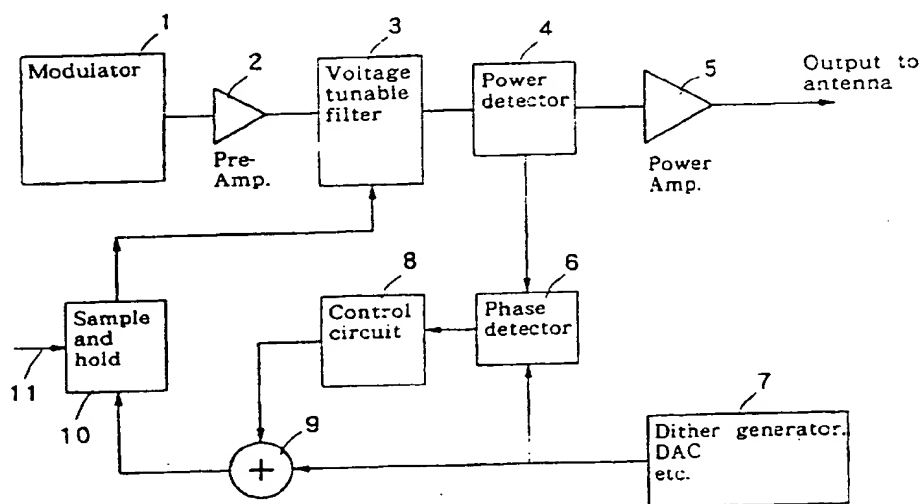 1
Modulator
2
Pre-
Amp.
3
Voltage
tunable
filter
4
Power
detector
5
Power
Amp.
Output to
antenna
6
Phase
detector
8
Control
circuit
Sample
and
hold
11
10
9
+
7
Dither generator.
DAC
etc.